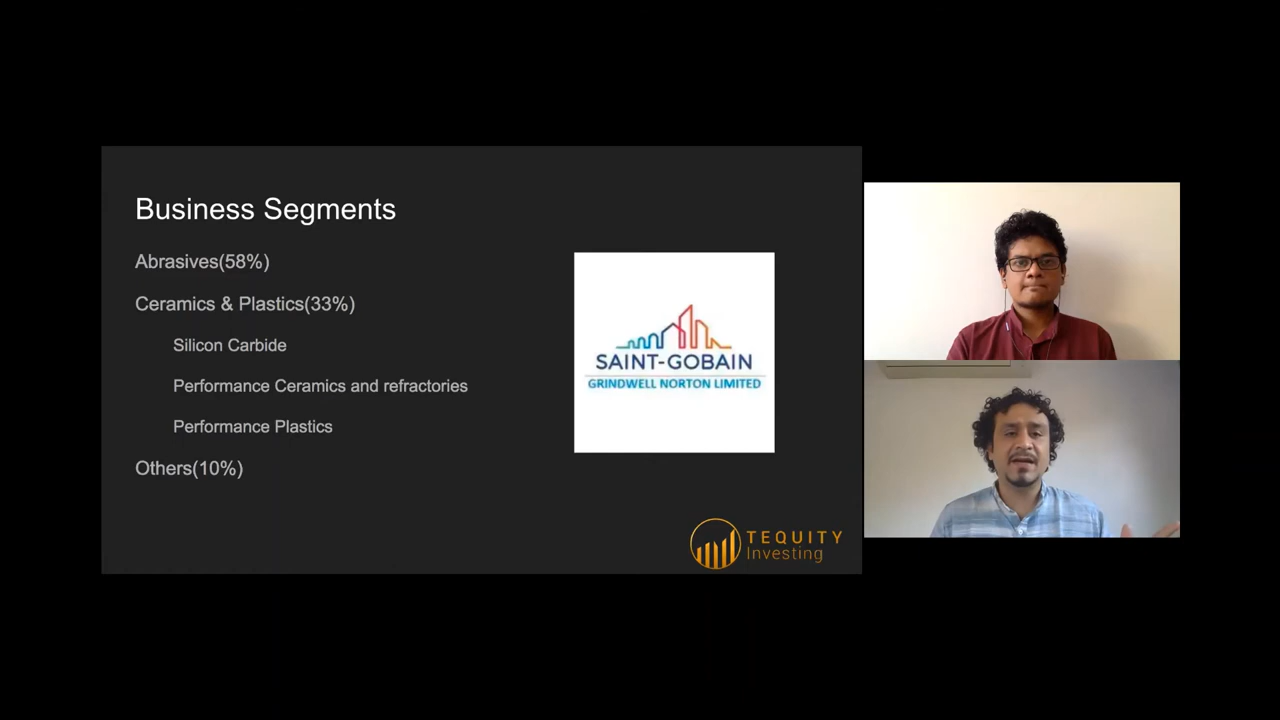 Business Segments
Abrasives(58%)
Ceramics & Plastics(33%)
Silicon Carbide
Performance Ceramics and refractories
Performance Plastics
Others(10%)
SAINT-GOBAIN
GRINDWELL NORTON LIMITED
TEQUITY
Investing